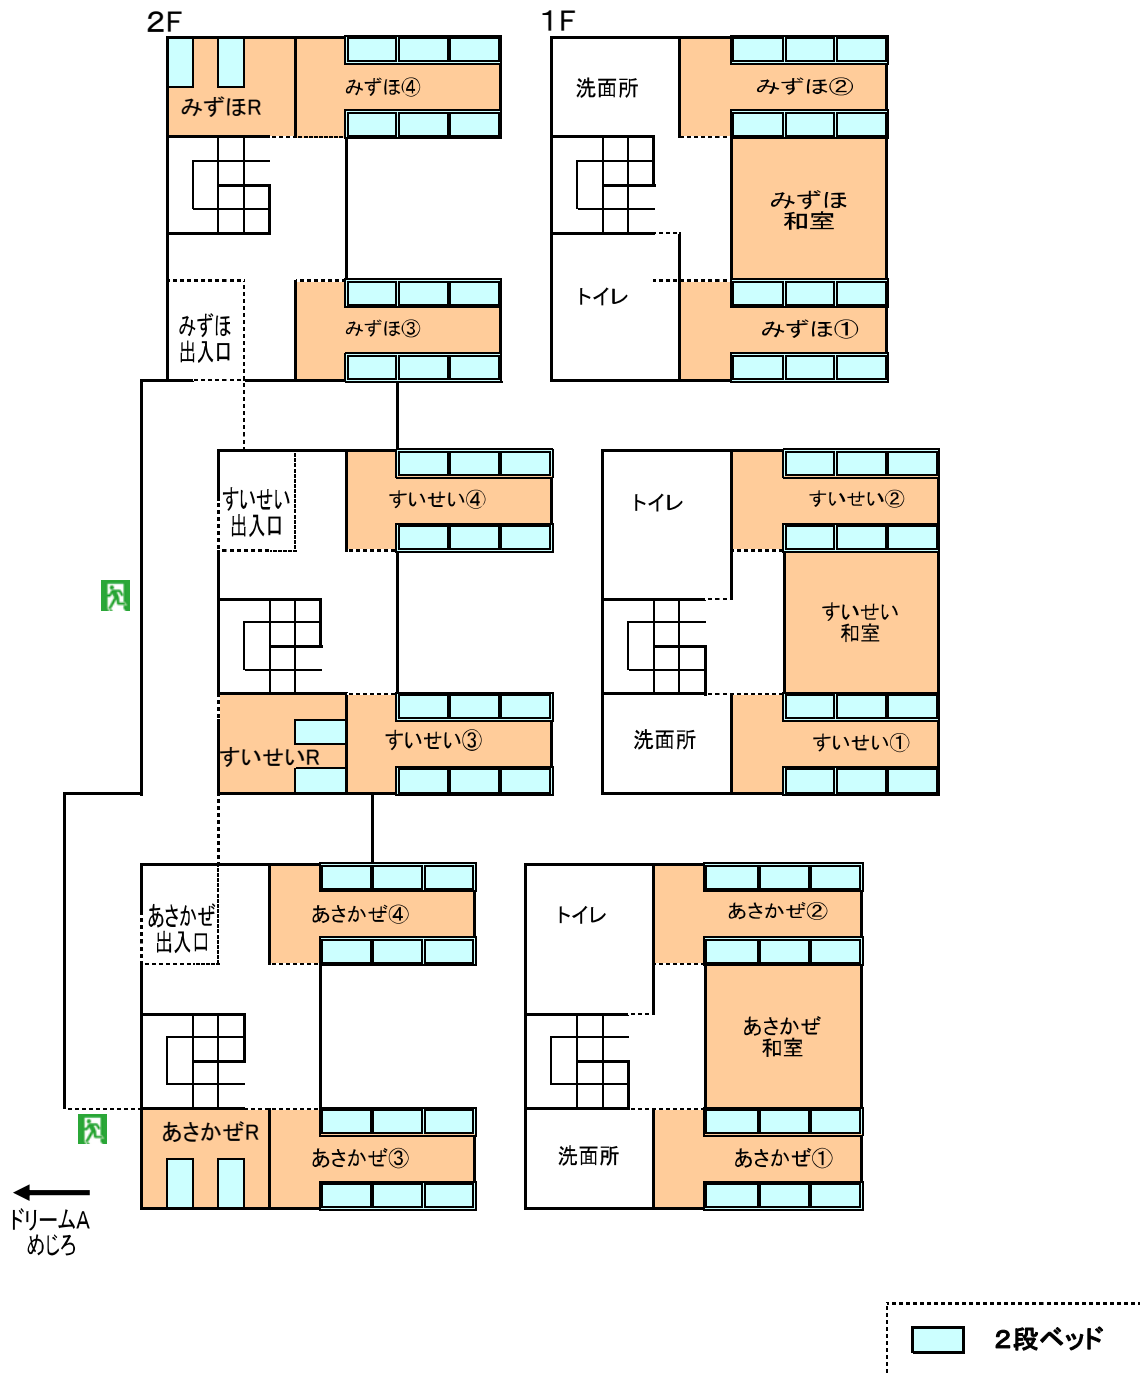 2F
1F
みずほR
みずほ④
洗面所
みずほ②
みずほ
和室
みずほ
出入口
みずほ③
トイレ
みずほ①
すいせい
出入口
すいせい④
トイレ
すいせい②
すいせい
和室
すいせいR
すいせい③
洗面所
すいせい①
あさかぜ
出入口
あさかぜ④
トイレ
あさかぜ②
あさかぜ
和室
あさかぜR
あさかぜ③
洗面所
あさかぜ①
ドリームA
めじろ
2段ベッド